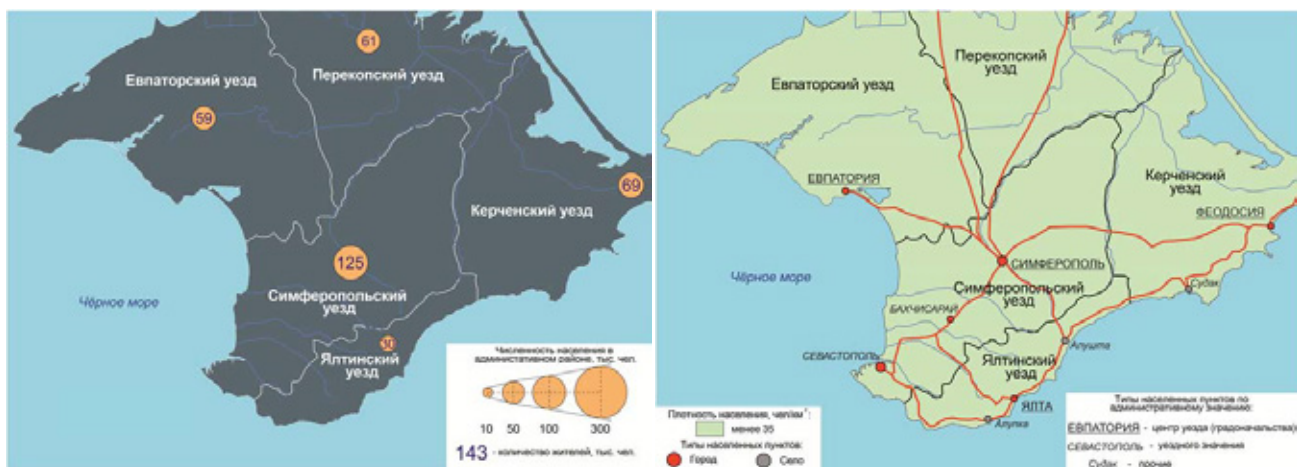 61
Евпаторский уезд
Перекопский
уезд
59
69
Керченский уезд
125
Чёрное море
Симферопольский
уезд
Ялтинский
уезд
Численность населения в
административном районе, тыс. чел.
10 50 100 300
143 - количество жителей, тыс. чел.
Перекопский
уезд
Евпаторский уезд
Керченский
уезд
ЕВПАТОРИЯ
ФЕОДОСИЯ
СИМФЕРОПОЛЬ
Чёрное море
Судак
Симферопольский
уезд
БАХЧИСАРАЙ
Алушта
СЕВАСТОПОЛЬ
Ялтинский
уезд
ЯЛТА
Алупка
Плотность населения, чел/км²:
менее 35
Типы населенных пунктов:
Город Село
Типы населенных пунктов по
административному значению:
ЕВПАТОРИЯ - центр уезда (градоначальства)
СЕВАСТОПОЛЬ - уездного значения
Судак - прочие